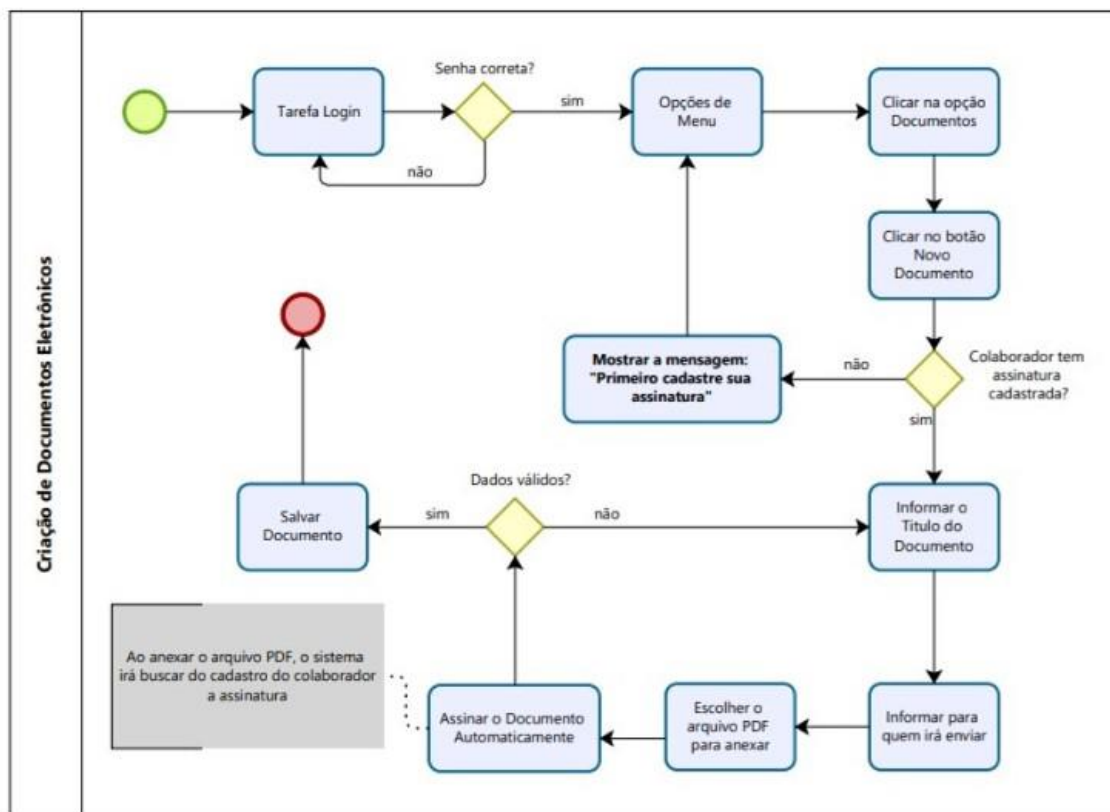 Criação de Documentos Eletrônicos
Tarefa Login
Senha correta?
sim
não
Opções de
Menu
Clicar na opção
Documentos
Clicar no botão
Novo
Documento
Colaborador tem
assinatura
cadastrada?
não
sim
Mostrar a mensagem:
"Primeiro cadastre sua
assinatura"
Informar o
Titulo do
Documento
Informar para
quem irá enviar
Escolher o
arquivo PDF
para anexar
Assinar o Documento
Automaticamente
Ao anexar o arquivo PDF, o sistema
irá buscar do cadastro do colaborador
a assinatura
Dados válidos?
sim
não
Salvar
Documento